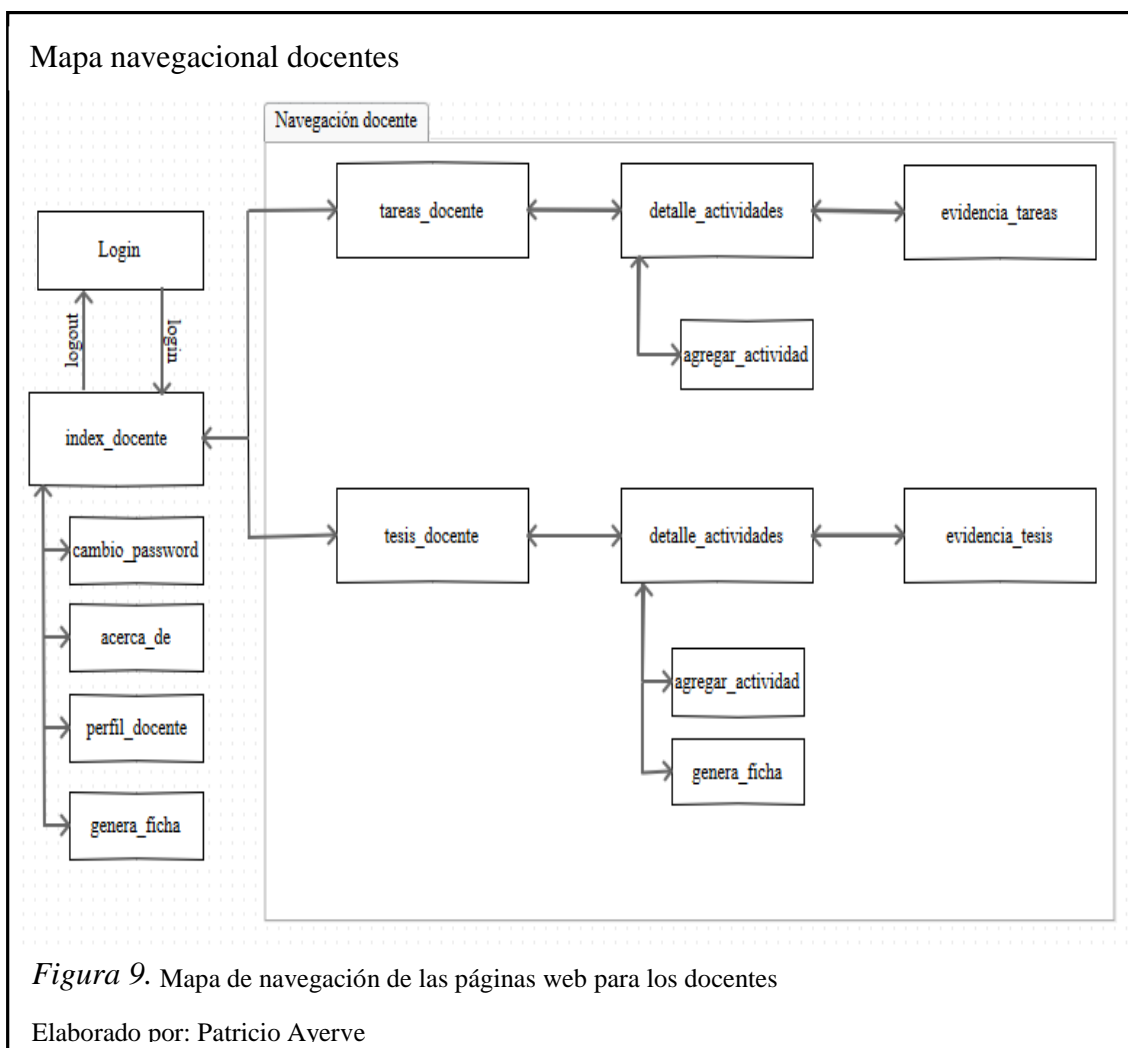 Mapa navegacional docentes
Navegación docente
tareas_docente
detalle_actividades
evidencia_tareas
Login
logout
login
agregar_actividad
index_docente
cambio_password
acerca_de
perfil_docente
genera_ficha
tesis_docente
detalle_actividades
evidencia_tesis
agregar_actividad
genera_ficha
Figura 9. Mapa de navegación de las páginas web para los docentes
Elaborado por: Patricio Ayerve